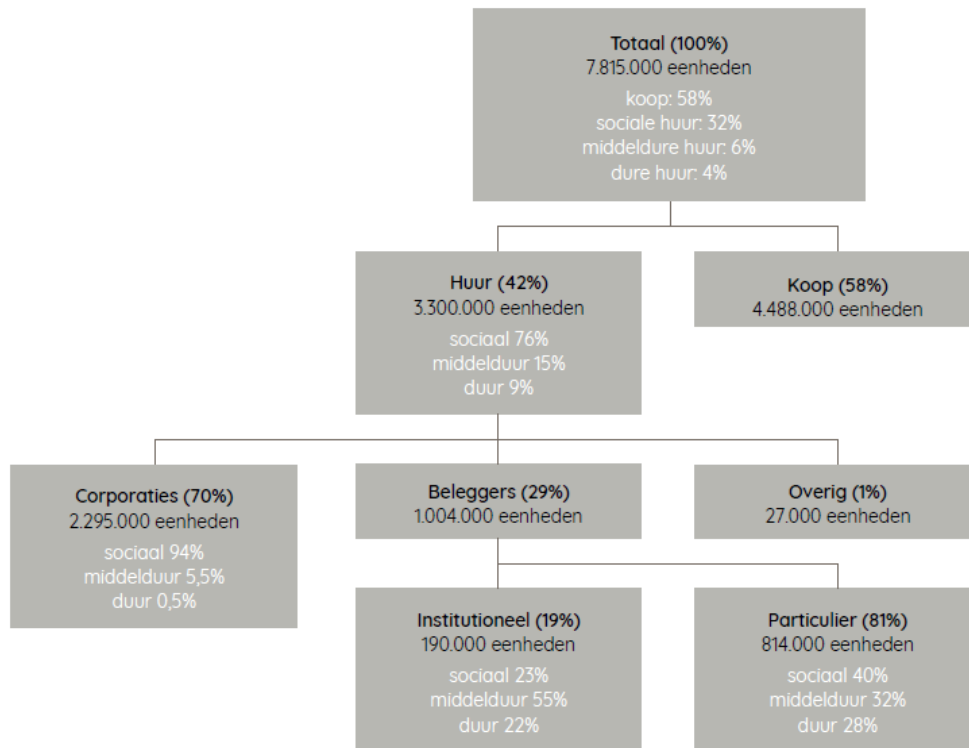 Totaal (100%)
7.815.000 eenheden
koop: 58%
sociale huur: 32%
middeldure huur: 6%
dure huur: 4%
Huur (42%)
3.300.000 eenheden
sociaal 76%
middelduur 15%
duur 9%
Koop (58%)
4.488.000 eenheden
Corporaties (70%)
2.295.000 eenheden
sociaal 94%
middelduur 5,5%
duur 0,5%
Beleggers (29%)
1.004.000 eenheden
Overig (1%)
27.000 eenheden
Institutioneel (19%)
190.000 eenheden
sociaal 23%
middelduur 55%
duur 22%
Particulier (81%)
814.000 eenheden
sociaal 40%
middelduur 32%
duur 28%